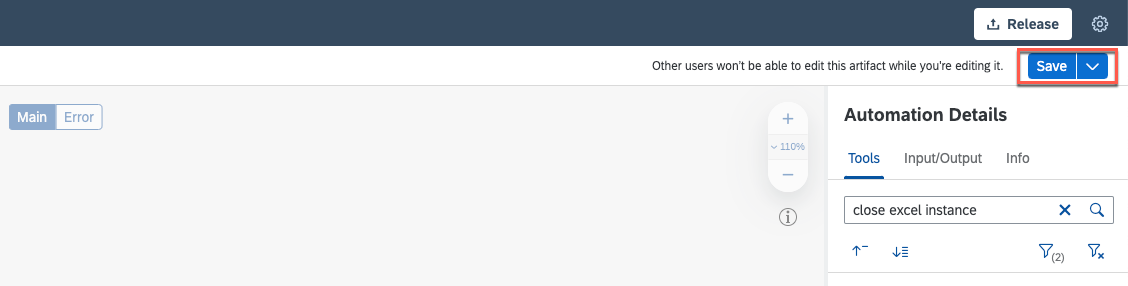 Release
Other users won't be able to edit this artifact while you're editing it.
Save
Main Error
110%
Automation Details
Tools Input/Output Info
close excel instance
(2)